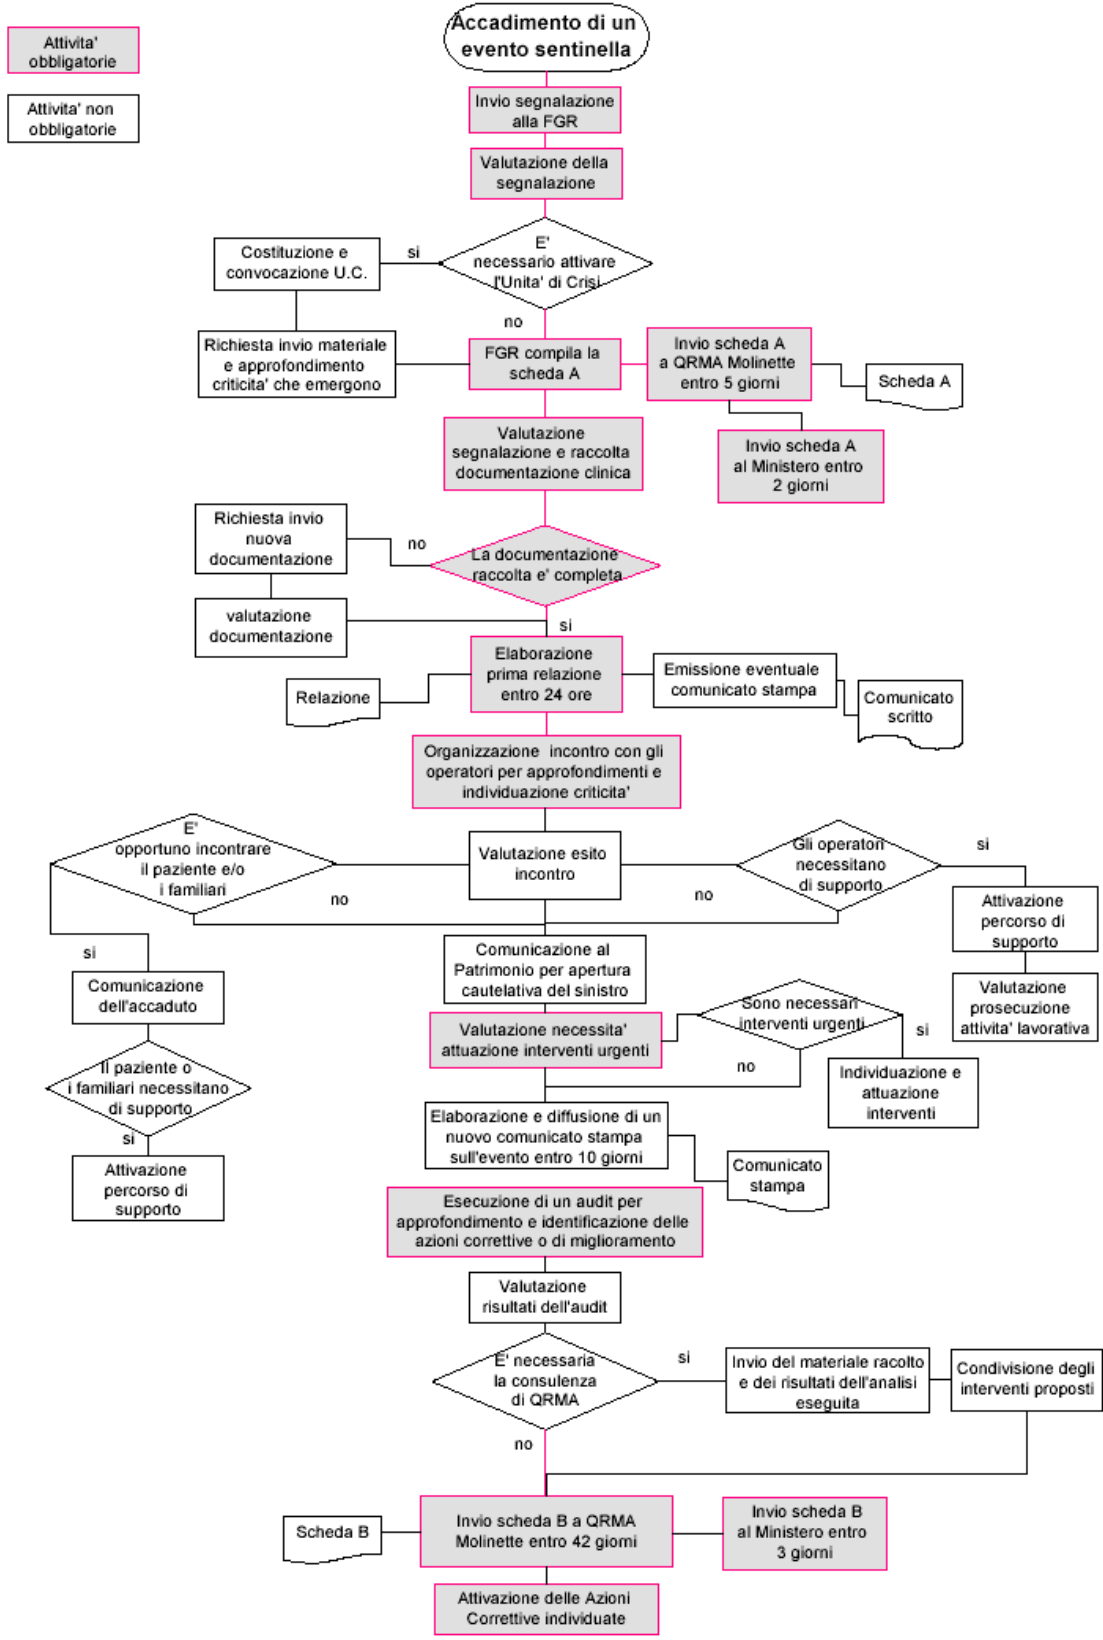 Accadimento di un
evento sentinella
Attivita' 
obbligatorie
Attivita' non
obbligatorie
Invio segnalazione
alla FGR
Valutazione della
segnalazione
E'
necessario attivare
l'Unita' di Crisi
si
Costituzione e
convocazione U.C.
no
Richiesta invio materiale
e approfondimento
criticita' che emergono
FGR compila la
scheda A
Invio scheda A
a QRMA Molinette
entro 5 giorni
Scheda A
Invio scheda A
al Ministero entro
2 giorni
Valutazione
segnalazione e raccolta
documentazione clinica
Richiesta invio
nuova
documentazione
no
La documentazione
raccolta e' completa
valutazione
documentazione
si
Elaborazione
prima relazione
entro 24 ore
Relazione
Emissione eventuale
comunicato stampa
Comunicato
scritto
Organizzazione incontro con gli
operatori per approfondimenti e
individuazione criticita'
E'
opportuno incontrare
il paziente e/o
i familiari
Valutazione esito
incontro
Gli operatori
necessitano
di supporto
si
no
no
Attivazione
percorso di
supporto
Valutazione
prosecuzione
attivita' lavorativa
si
Comunicazione
dell'accaduto
Comunicazione al
Patrimonio per apertura
cautelativa del sinistro
Valutazione necessita'
attuazione interventi urgenti
Sono necessari
interventi urgenti
si
no
Individuazione e
attuazione
interventi
Il paziente o
i familiari necessitano
di supporto
si
Attivazione
percorso di
supporto
Elaborazione e diffusione di un
nuovo comunicato stampa
sull'evento entro 10 giorni
Comunicato
stampa
Esecuzione di un audit per
approfondimento e identificazione delle
azioni correttive o di miglioramento
Valutazione
risultati dell'audit
E' necessaria
la consulenza
di QRMA
si
Invio del materiale racolto
e dei risultati dell'analisi
eseguita
Condivisione degli
interventi proposti
no
Scheda B
Invio scheda B a QRMA
Molinette entro 42 giorni
Invio scheda B
al Ministero entro
3 giorni
Attivazione delle Azioni
Correttive individuate